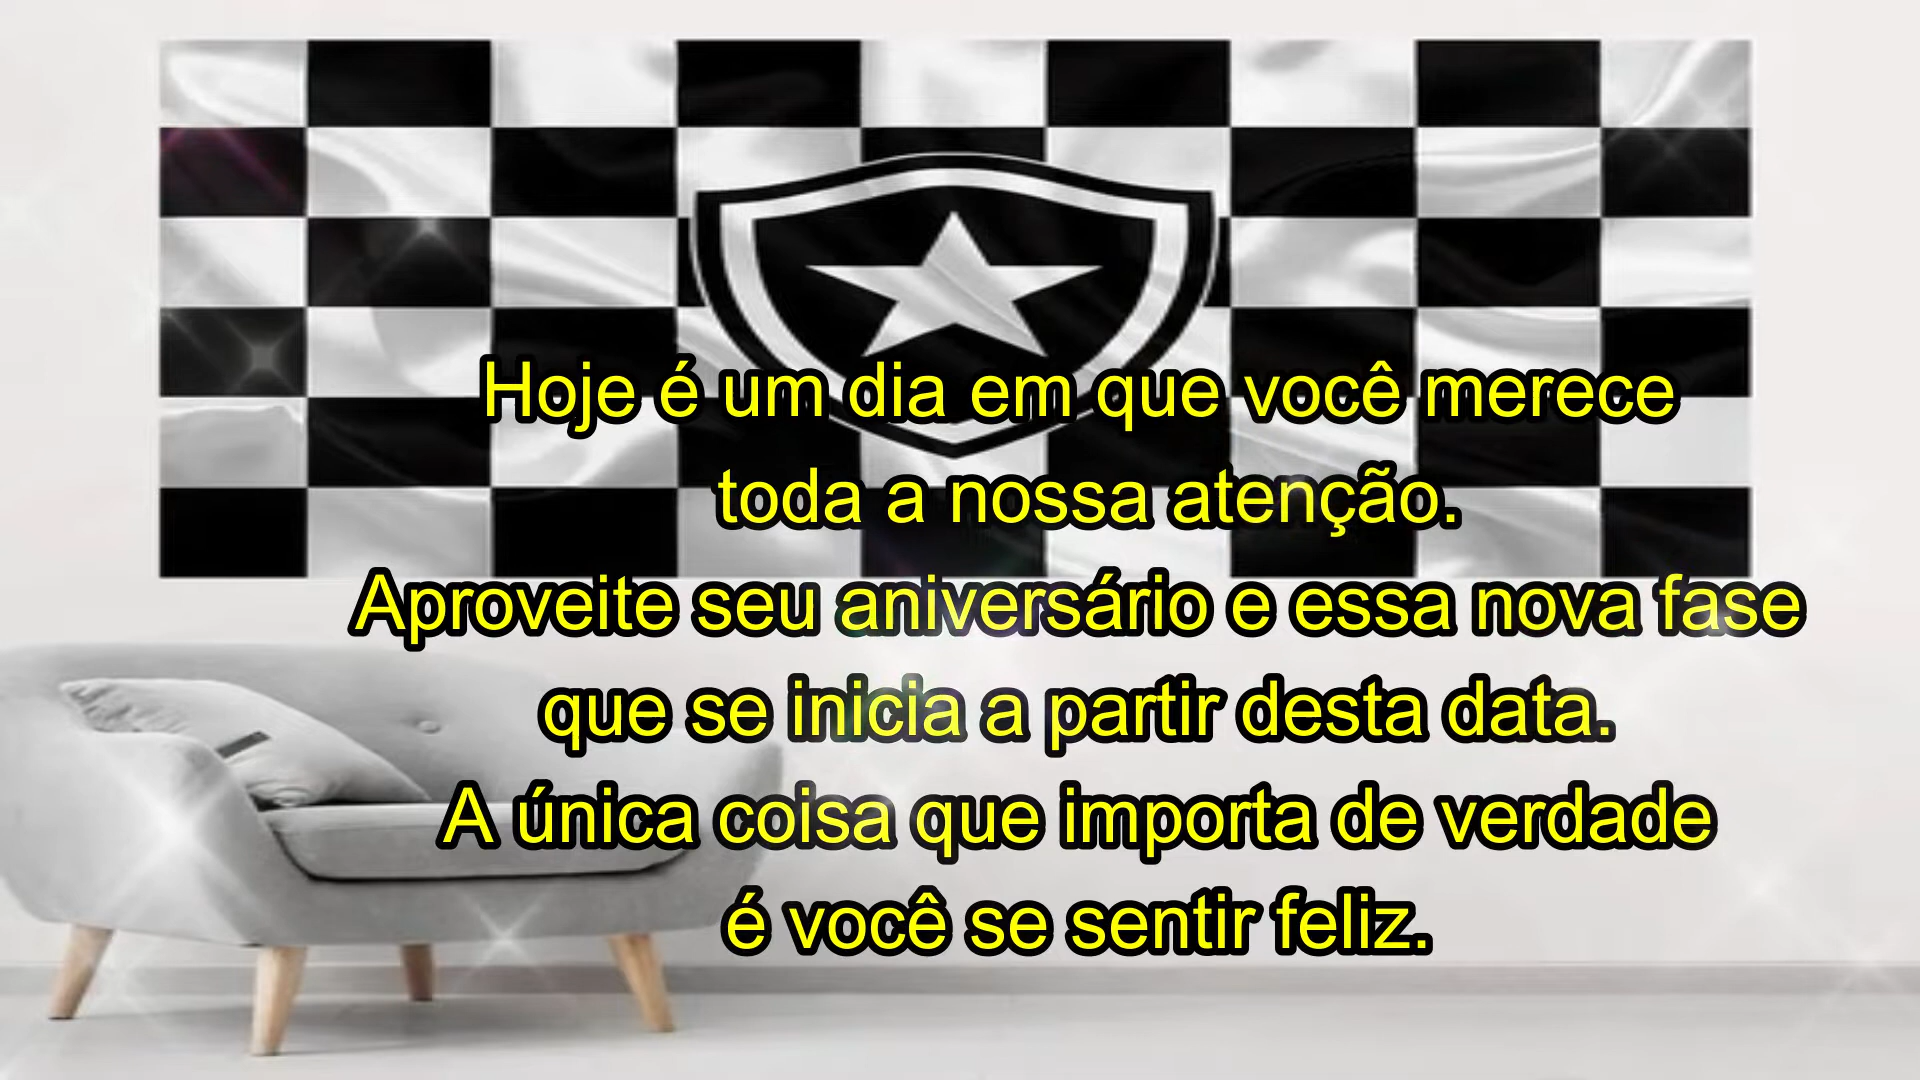 Hoje é um dia em que você merece
toda a nossa atenção.
Aproveite seu aniversário e essa nova fase
que se inicia a partir desta data.
A única coisa que importa de verdade
é você se sentir feliz.